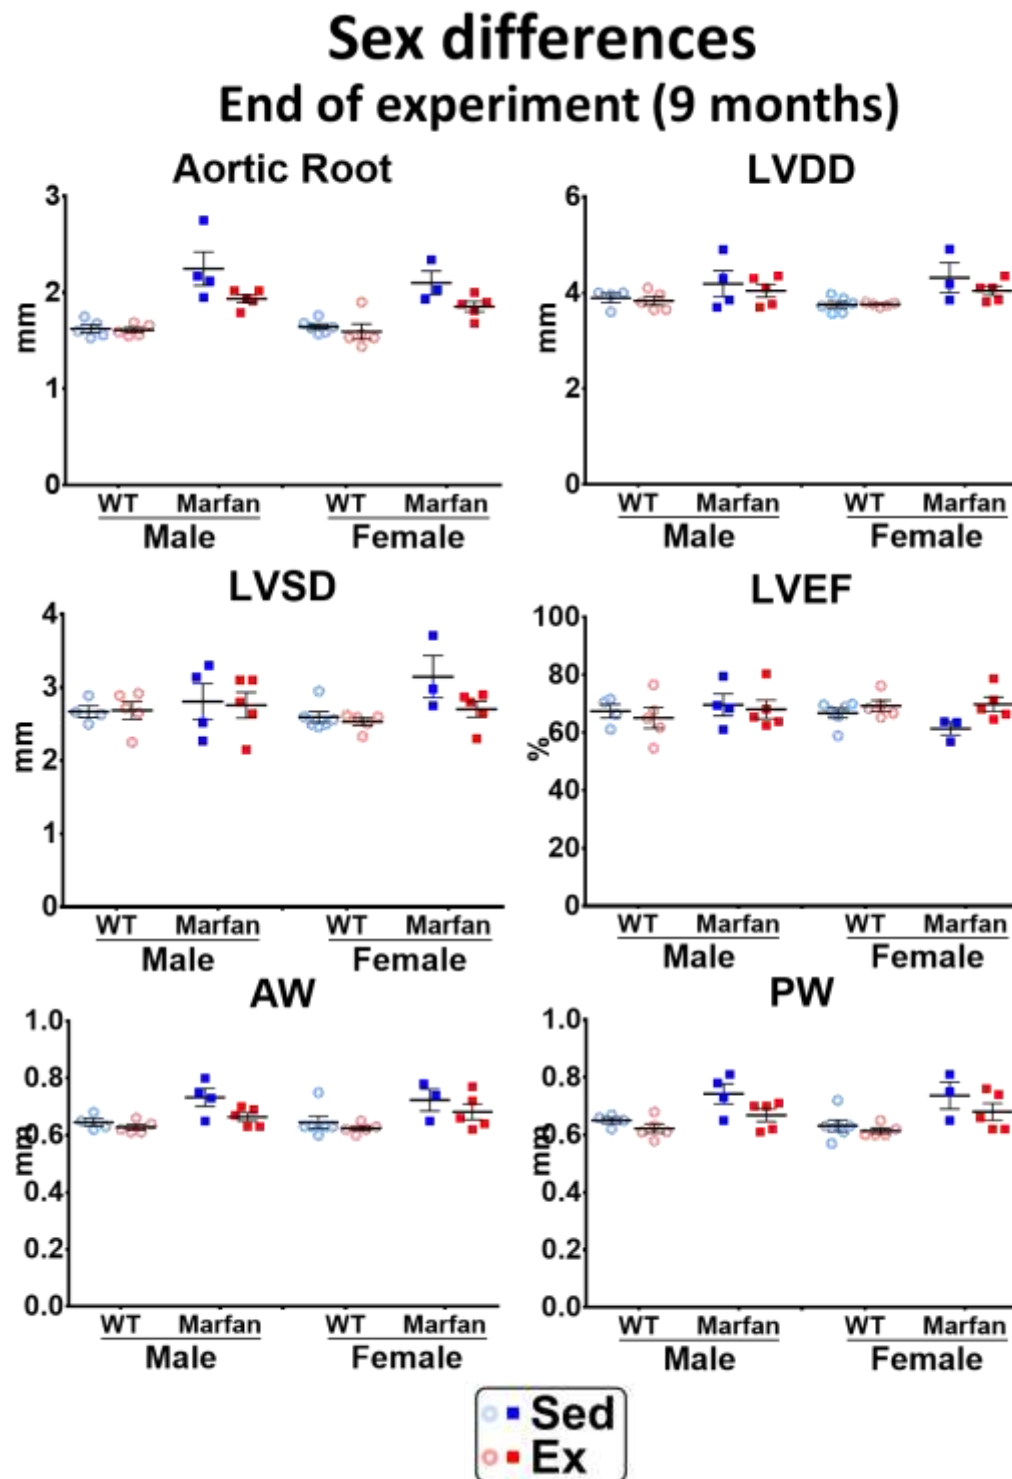 Sex differences
End of experiment (9 months)
Aortic Root
3
2
1
0
mm
WT Marfan WT Marfan
Male Female
LVDD
6
4
2
0
mm
WT Marfan WT Marfan
Male Female
LVSD
4
3
2
1
0
mm
WT Marfan WT Marfan
Male Female
LVEF
100
80
60
40
20
0
%
WT Marfan WT Marfan
Male Female
AW
1.0
0.8
0.6
0.4
0.2
0.0
mm
WT Marfan WT Marfan
Male Female
PW
1.0
0.8
0.6
0.4
0.2
0.0
mm
WT Marfan WT Marfan
Male Female
Sed
Ex